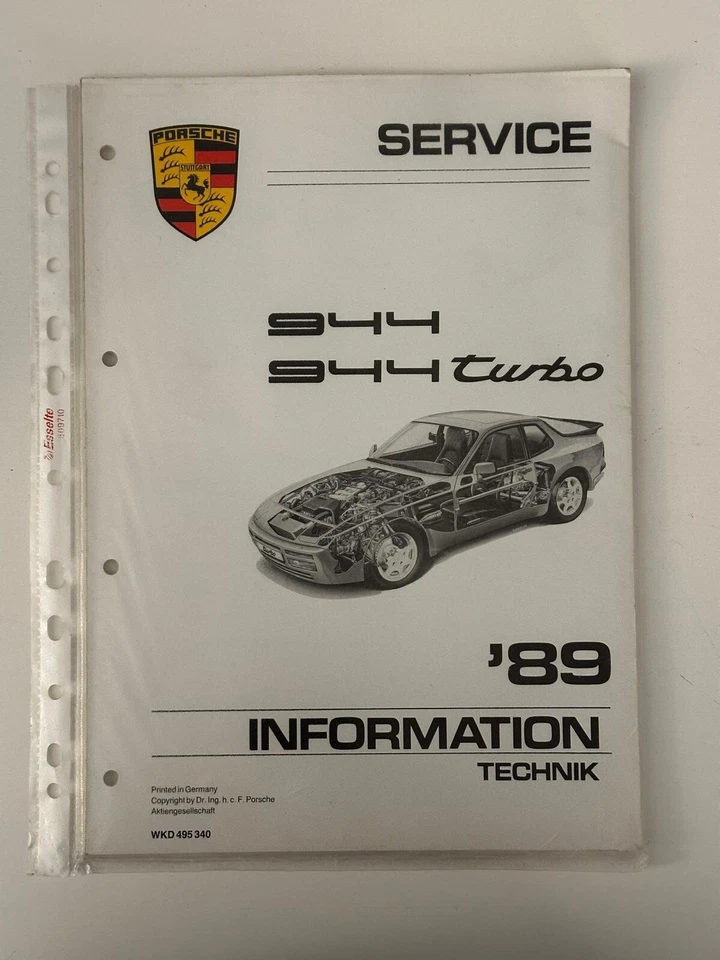 PORSCHE
STUTTGART
SERVICE
944
944 turbo
turbo
'89
INFORMATION
TECHNIK
Printed in Germany
Copyright by Dr. Ing. h. c. F. Porsche
Aktiengesellschaft
WKD 495 340
Esselte